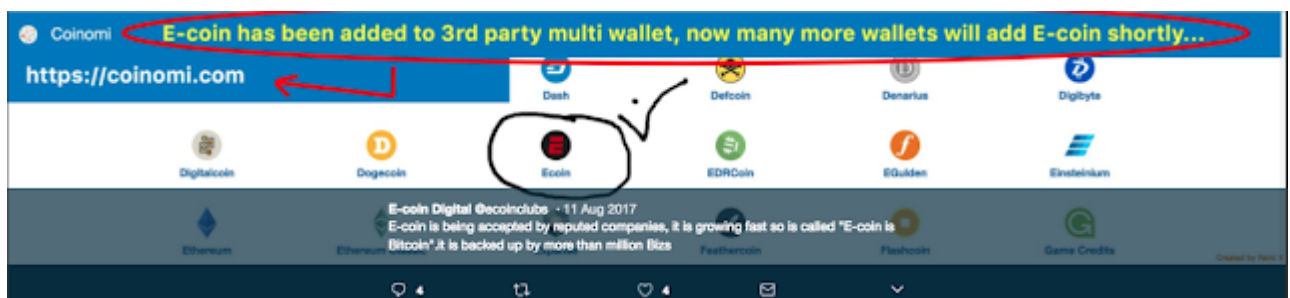 Coinomi E-coin has been added to 3rd party multi wallet, now many more wallets will add E-coin shortly...
https://coinomi.com
Dash Defcoin Denarius Digibyte
Digitalcoin Dogecoin Ecoin EDRCoin EGulden Einsteinium
E-coin Digital @ecoinclubs · 11 Aug 2017
E-coin is being accepted by reputed companies, it is growing fast so is called "E-coin is
Bitcoin".it is backed up by more than million Bizs
Ethereum Ethereum Classic Feathercoin Flashcoin Game Credits
4 4